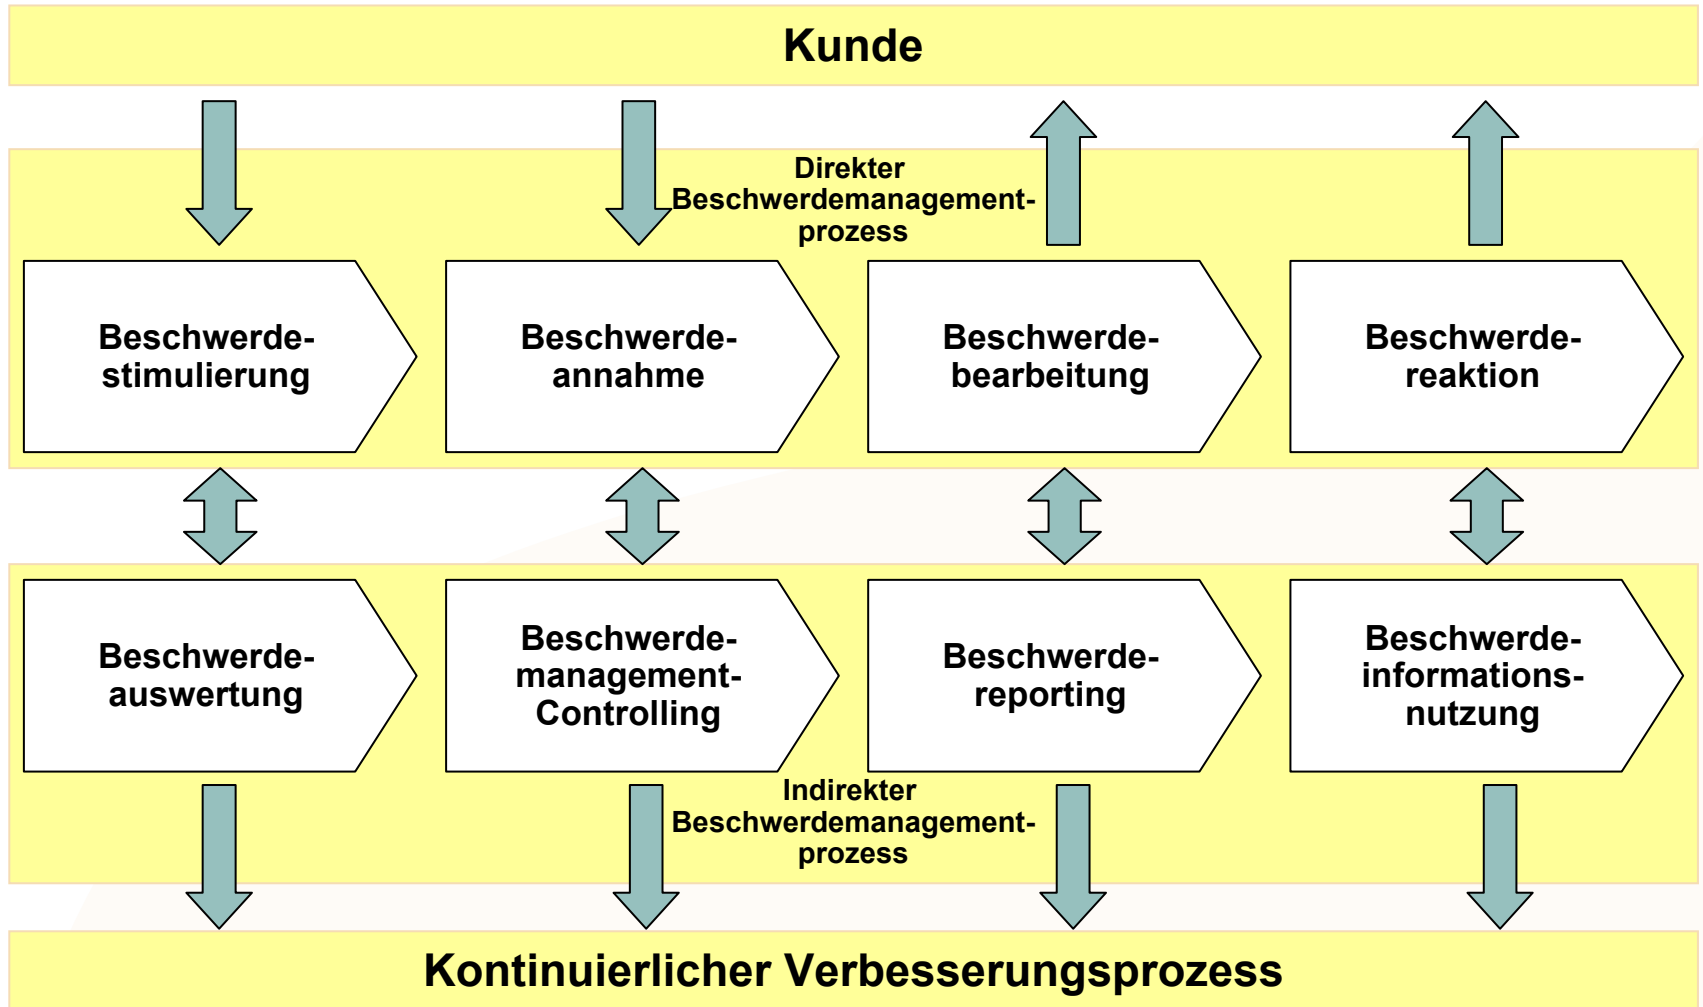 Kunde
Direkter
Beschwerdemanagement-
prozess
Beschwerde-
stimulierung
Beschwerde-
annahme
Beschwerde-
bearbeitung
Beschwerde-
reaktion
Beschwerde-
auswertung
Beschwerde-
management-
Controlling
Beschwerde-
reporting
Beschwerde-
informations-
nutzung
Indirekter
Beschwerdemanagement-
prozess
Kontinuierlicher Verbesserungsprozess